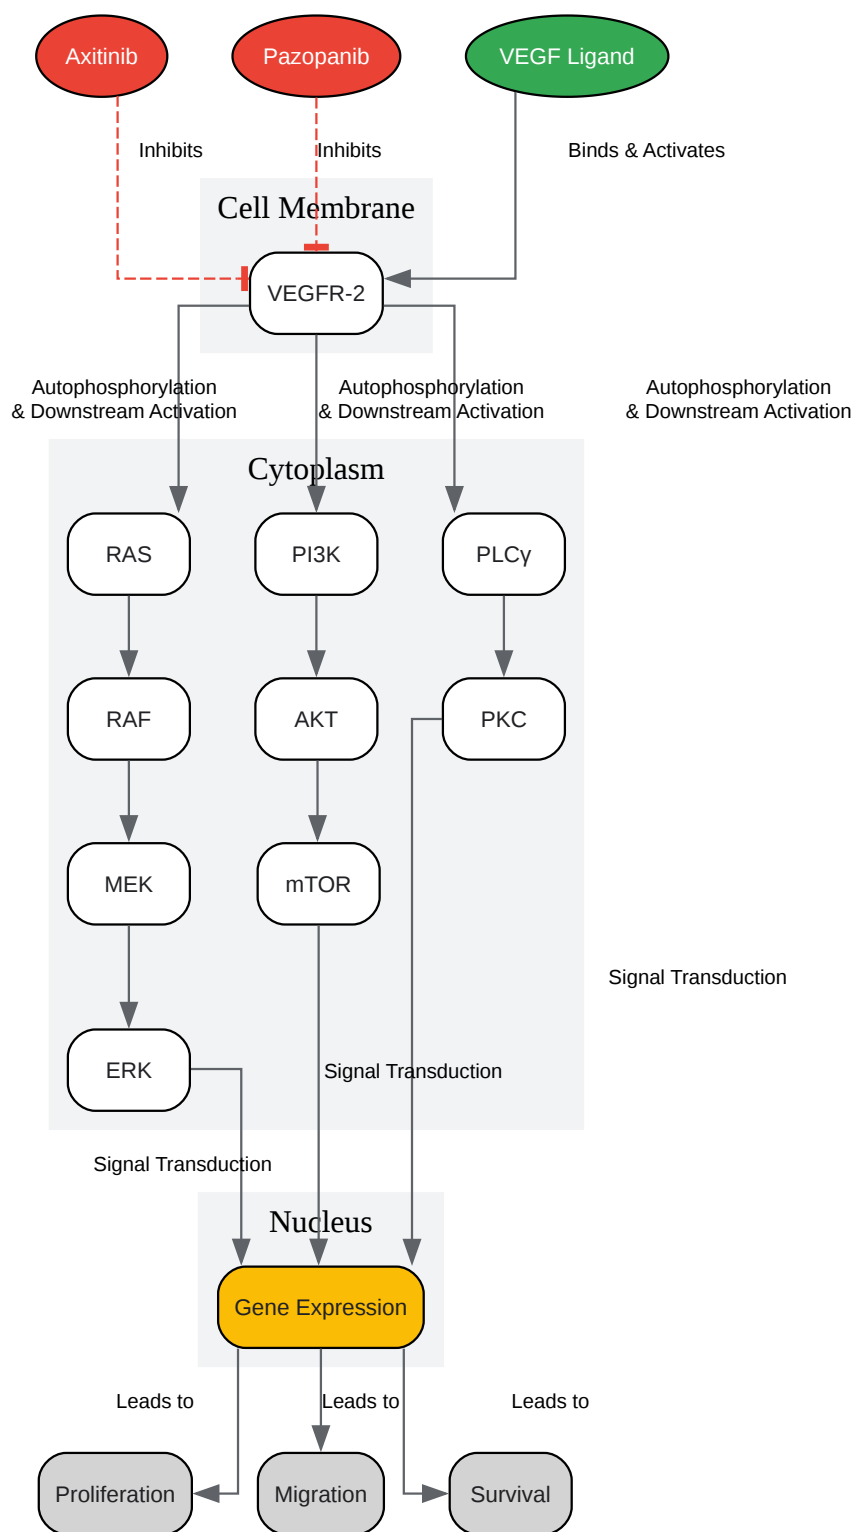 Axitinib
Pazopanib
VEGF Ligand
Inhibits
Inhibits
Binds & Activates
Cell Membrane
VEGFR-2
Autophosphorylation
& Downstream Activation
Autophosphorylation
& Downstream Activation
Autophosphorylation
& Downstream Activation
Cytoplasm
RAS
PI3K
PLCγ
RAF
AKT
PKC
MEK
mTOR
Signal Transduction
ERK
Signal Transduction
Signal Transduction
Nucleus
Gene Expression
Leads to
Leads to
Leads to
Proliferation
Migration
Survival